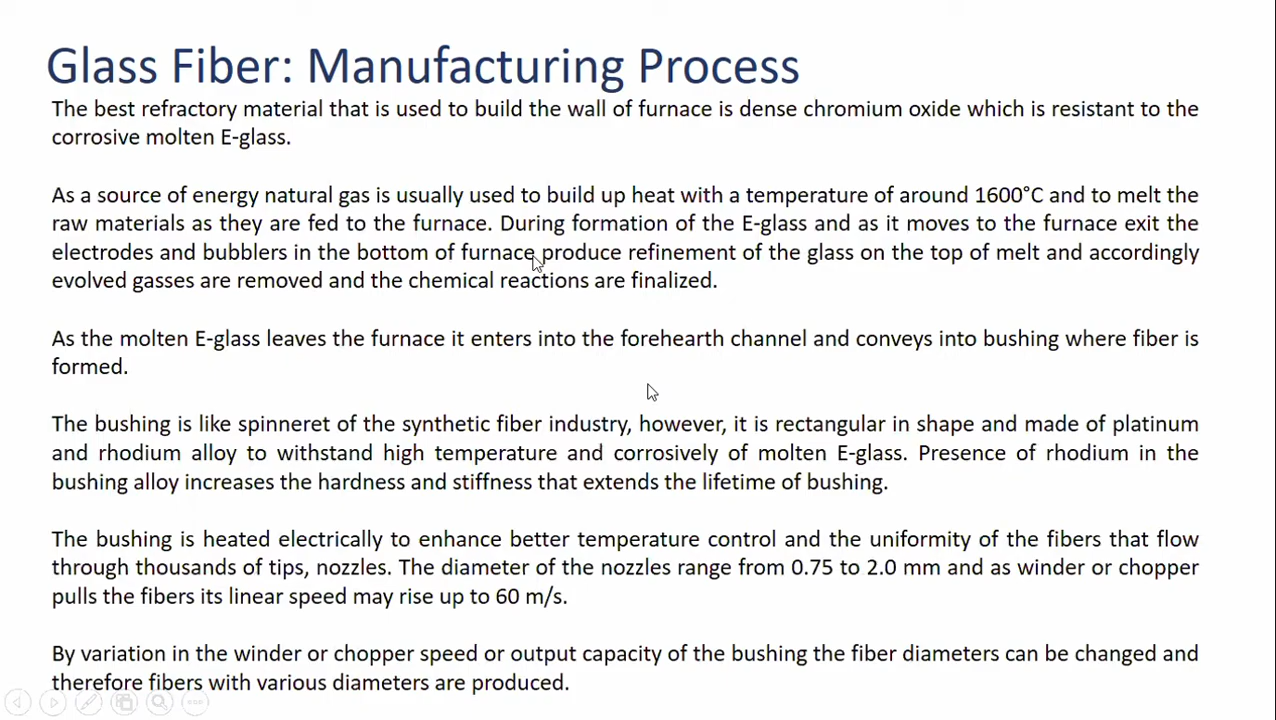 Glass Fiber: Manufacturing Process
The best refractory material that is used to build the wall of furnace is dense chromium oxide which is resistant to the
corrosive molten E-glass.
As a source of energy natural gas is usually used to build up heat with a temperature of around 1600°C and to melt the
raw materials as they are fed to the furnace. During formation of the E-glass and as it moves to the furnace exit the
electrodes and bubblers in the bottom of furnace produce refinement of the glass on the top of melt and accordingly
evolved gasses are removed and the chemical reactions are finalized.
As the molten E-glass leaves the furnace it enters into the forehearth channel and conveys into bushing where fiber is
formed.
The bushing is like spinneret of the synthetic fiber industry, however, it is rectangular in shape and made of platinum
and rhodium alloy to withstand high temperature and corrosively of molten E-glass. Presence of rhodium in the
bushing alloy increases the hardness and stiffness that extends the lifetime of bushing.
The bushing is heated electrically to enhance better temperature control and the uniformity of the fibers that flow
through thousands of tips, nozzles. The diameter of the nozzles range from 0.75 to 2.0 mm and as winder or chopper
pulls the fibers its linear speed may rise up to 60 m/s.
By variation in the winder or chopper speed or output capacity of the bushing the fiber diameters can be changed and
therefore fibers with various diameters are produced.